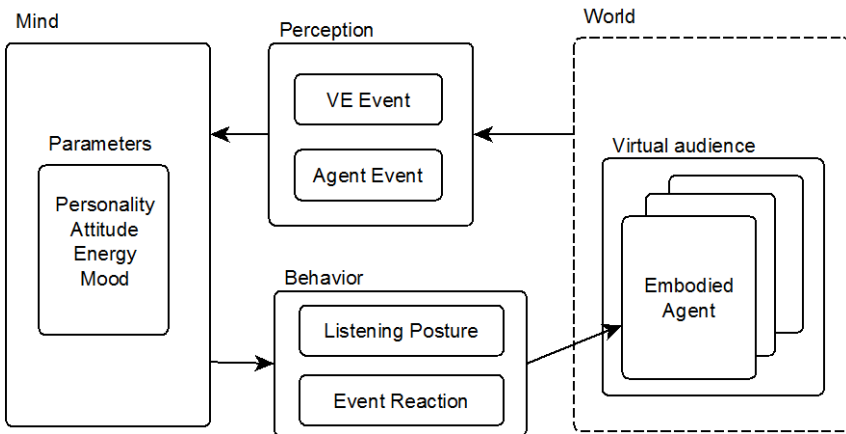 Mind
Parameters
Personality
Attitude
Energy
Mood
Perception
VE Event
Agent Event
Behavior
Listening Posture
Event Reaction
World
Virtual audience
Embodied
Agent